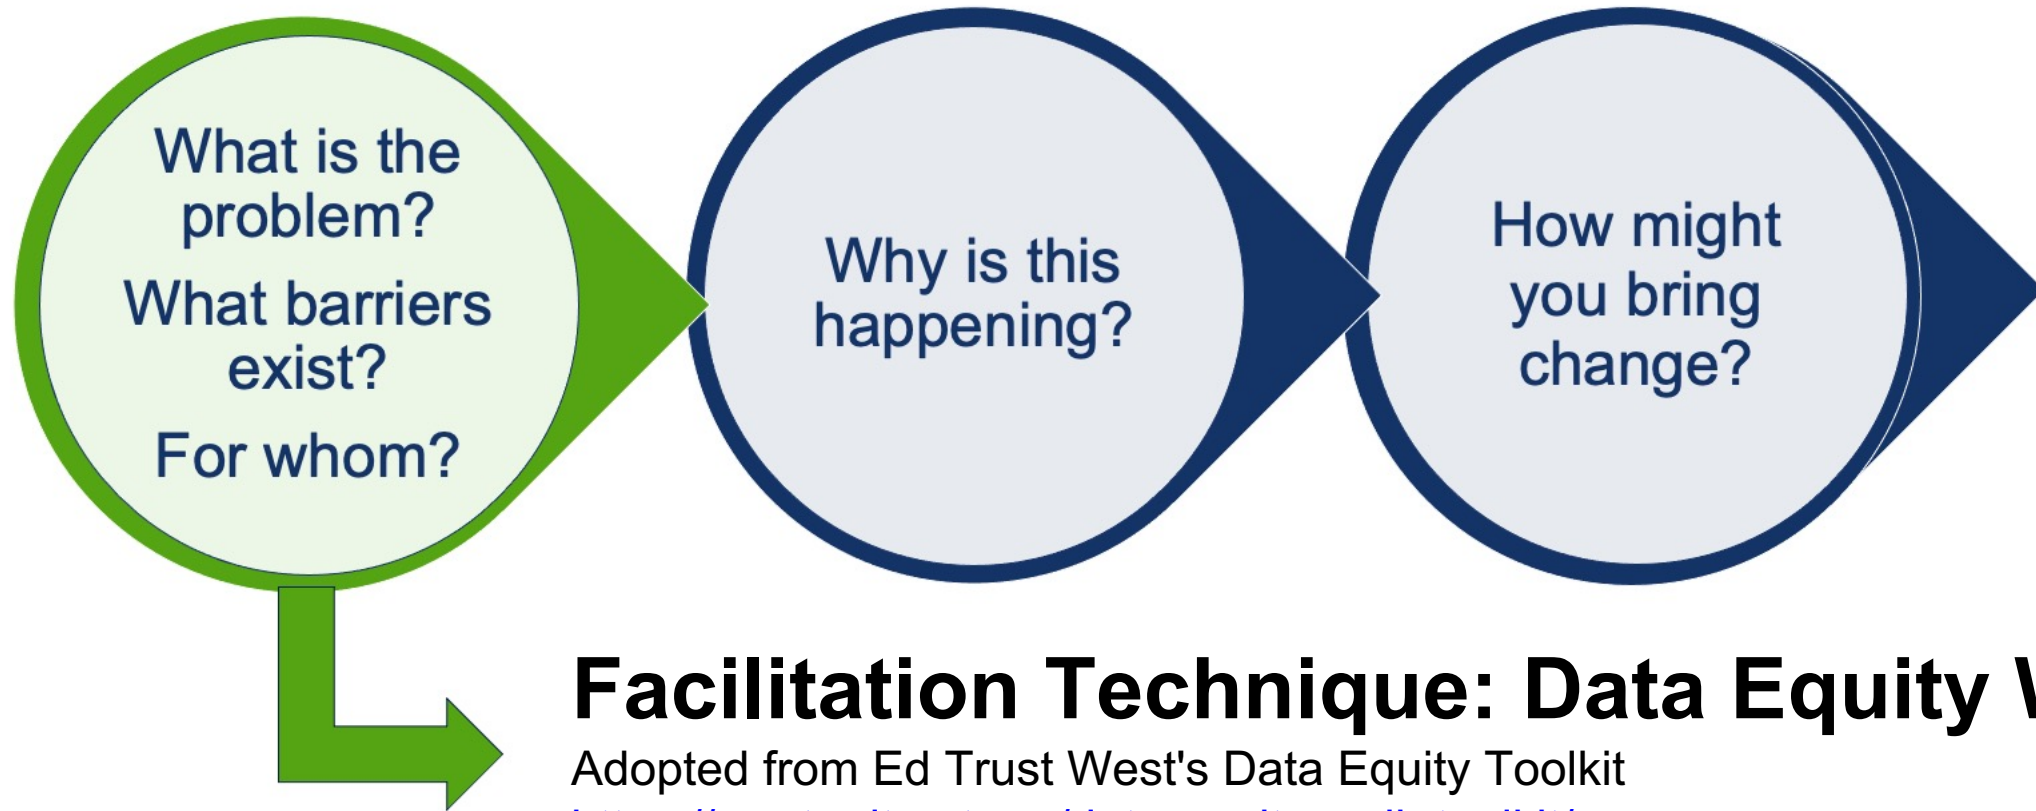 What is the
problem?
What barriers
exist?
For whom?
Why is this
happening?
How might
you bring
change?
Facilitation Technique: Data Equity
Adopted from Ed Trust West's Data Equity Toolkit